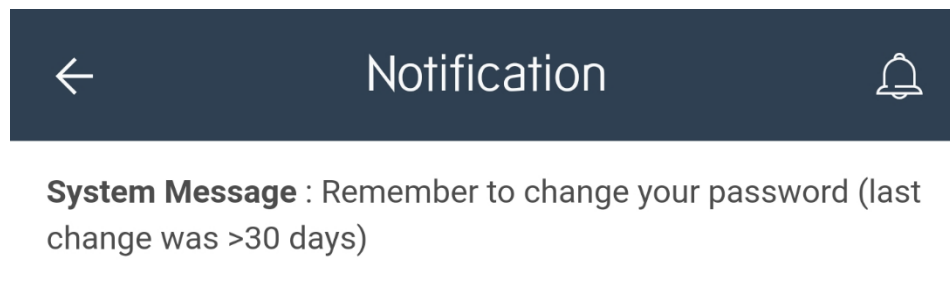 Notification
System Message : Remember to change your password (last
change was >30 days)